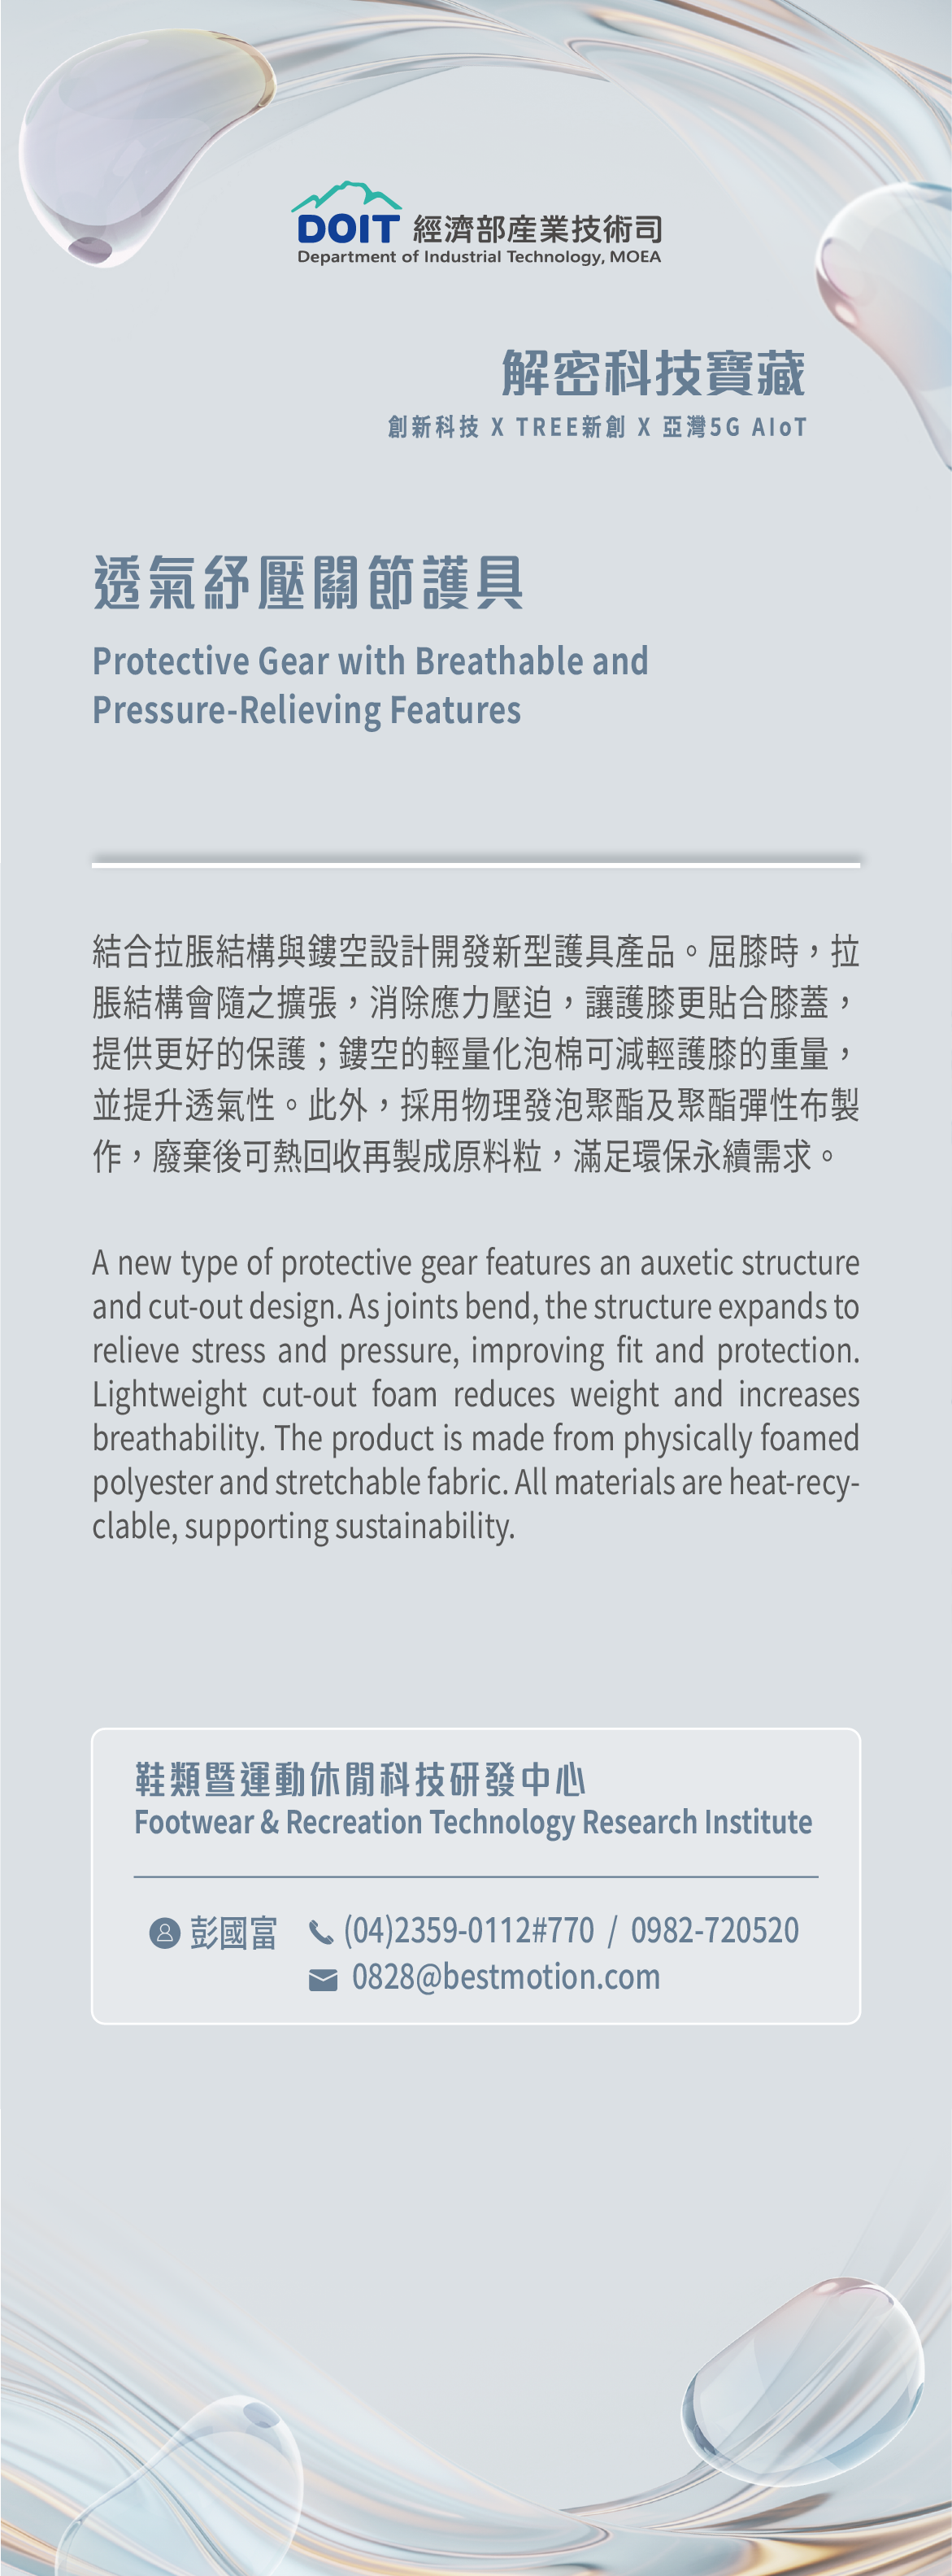 DOIT 經濟部產業技術司
Department of Industrial Technology, MOEA
解密科技寶藏
創新科技 X TREE新創 X 亞灣5G AIoT
透氣紓壓關節護具
Protective Gear with Breathable and
Pressure-Relieving Features
結合拉脹結構與鏤空設計開發新型護具產品。屈膝時，拉
脹結構會隨之擴張，消除應力壓迫，讓護膝更貼合膝蓋，
提供更好的保護；鏤空的輕量化泡棉可減輕護膝的重量，
並提升透氣性。此外，採用物理發泡聚酯及聚酯彈性布製
作，廢棄後可熱回收再製成原料粒，滿足環保永續需求。
A new type of protective gear features an auxetic structure
and cut-out design. As joints bend, the structure expands to
relieve stress and pressure, improving fit and protection.
Lightweight cut-out foam reduces weight and increases
breathability. The product is made from physically foamed
polyester and stretchable fabric. All materials are heat-recy-
clable, supporting sustainability.
鞋類暨運動休閒科技研發中心
Footwear & Recreation Technology Research Institute
彭國富 (04)2359-0112#770 / 0982-720520
0828@bestmotion.com